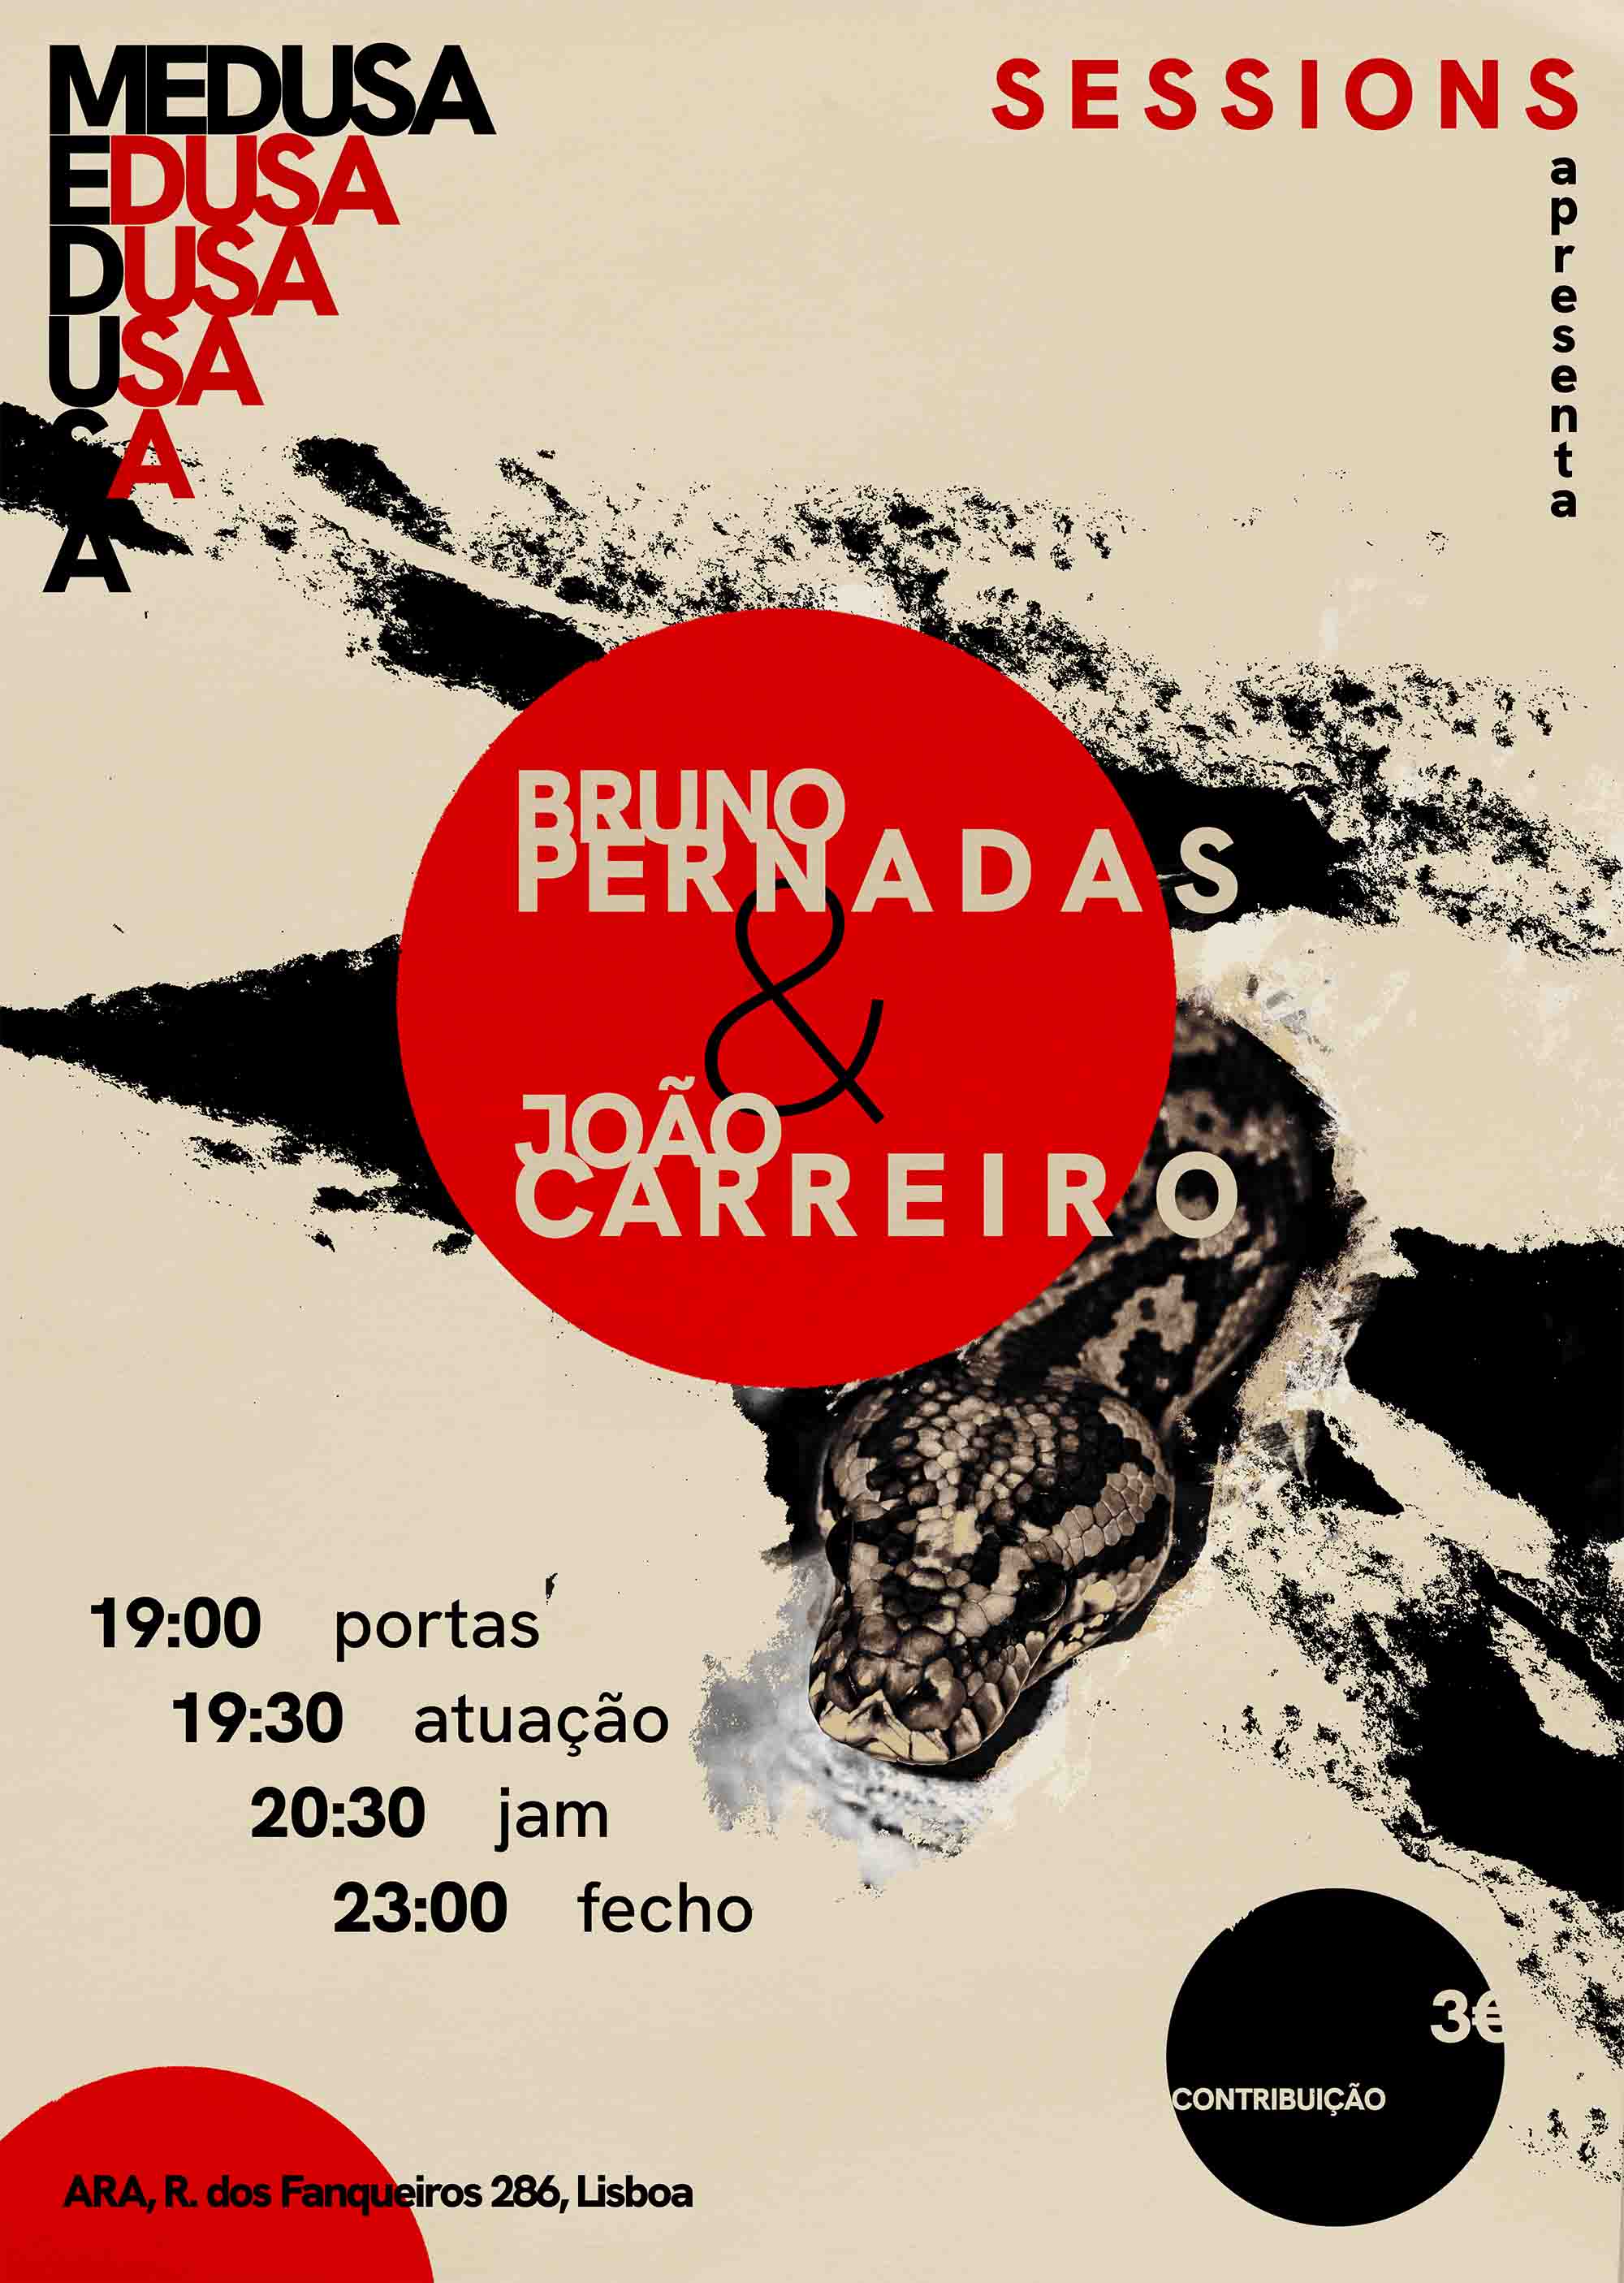 MEDUSA
EDUSA
DUSA
USA
SA
A
SESSIONS
apresenta
BRUNO
PERNADAS
&
JOÃO
CARREIRO
19:00 portas
19:30 atuação
20:30 jam
23:00 fecho
3€
CONTRIBUIÇÃO
ARA, R. dos Fanqueiros 286, Lisboa